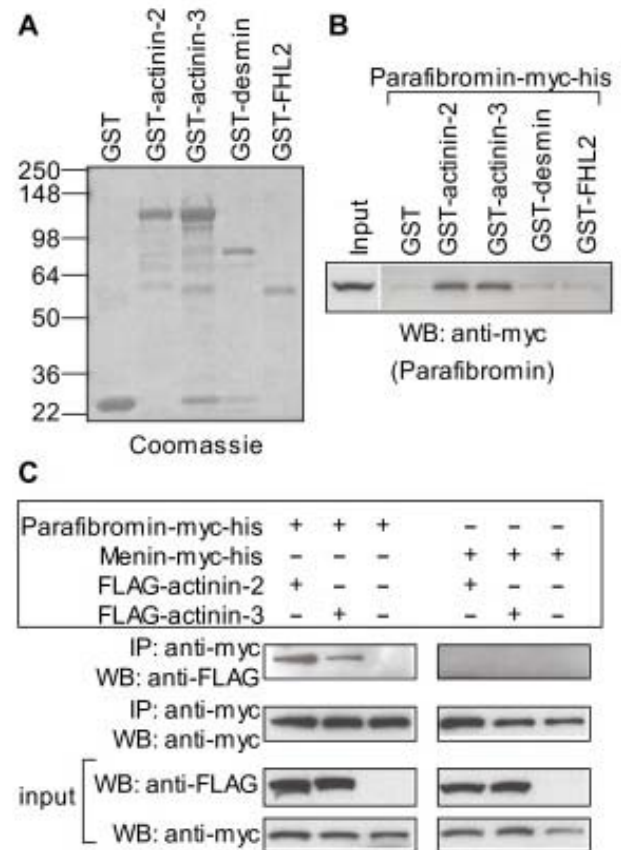 A
GST
GST-actinin-2
GST-actinin-3
GST-desmin
GST-FHL2
250
148
98
64
50
36
22
Coomassie
B
Parafibromin-myc-his
Input
GST
GST-actinin-2
GST-actinin-3
GST-desmin
GST-FHL2
WB: anti-myc
(Parafibromin)
C
Parafibromin-myc-his + + + - - -
Menin-myc-his - - - + + +
FLAG-actinin-2 + - - + - -
FLAG-actinin-3 - + - - + -
IP: anti-myc
WB: anti-FLAG
IP: anti-myc
WB: anti-myc
input
WB: anti-FLAG
WB: anti-myc